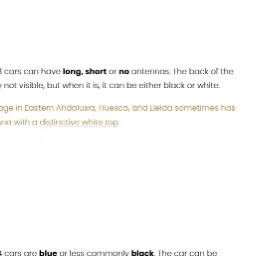 cars can have long, short or no antennas. The back of the
not visible, but when it is, it can be either black or white.
age in Eastern Andalusia, Huesca, and Lleida sometimes has
nna with a distinctive white top.
cars are blue or less commonly black. The car can be